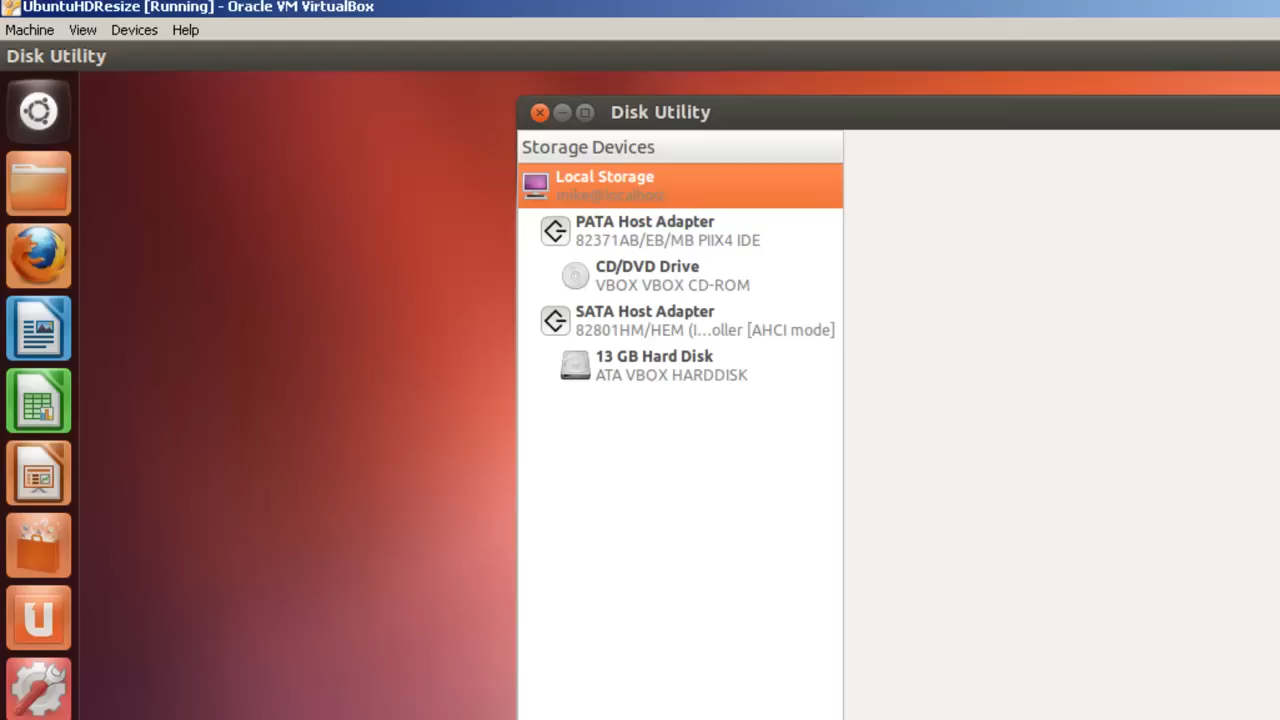 UbuntuHDResize [Running] - Oracle VM VirtualBox
Machine View Devices Help
Disk Utility
Disk Utility
Storage Devices
Local Storage
mike@localhost
PATA Host Adapter
82371AB/EB/MB PIIX4 IDE
CD/DVD Drive
VBOX VBOX CD-ROM
SATA Host Adapter
82801HM/HEM (I...oller [AHCI mode]
13 GB Hard Disk
ATA VBOX HARDDISK